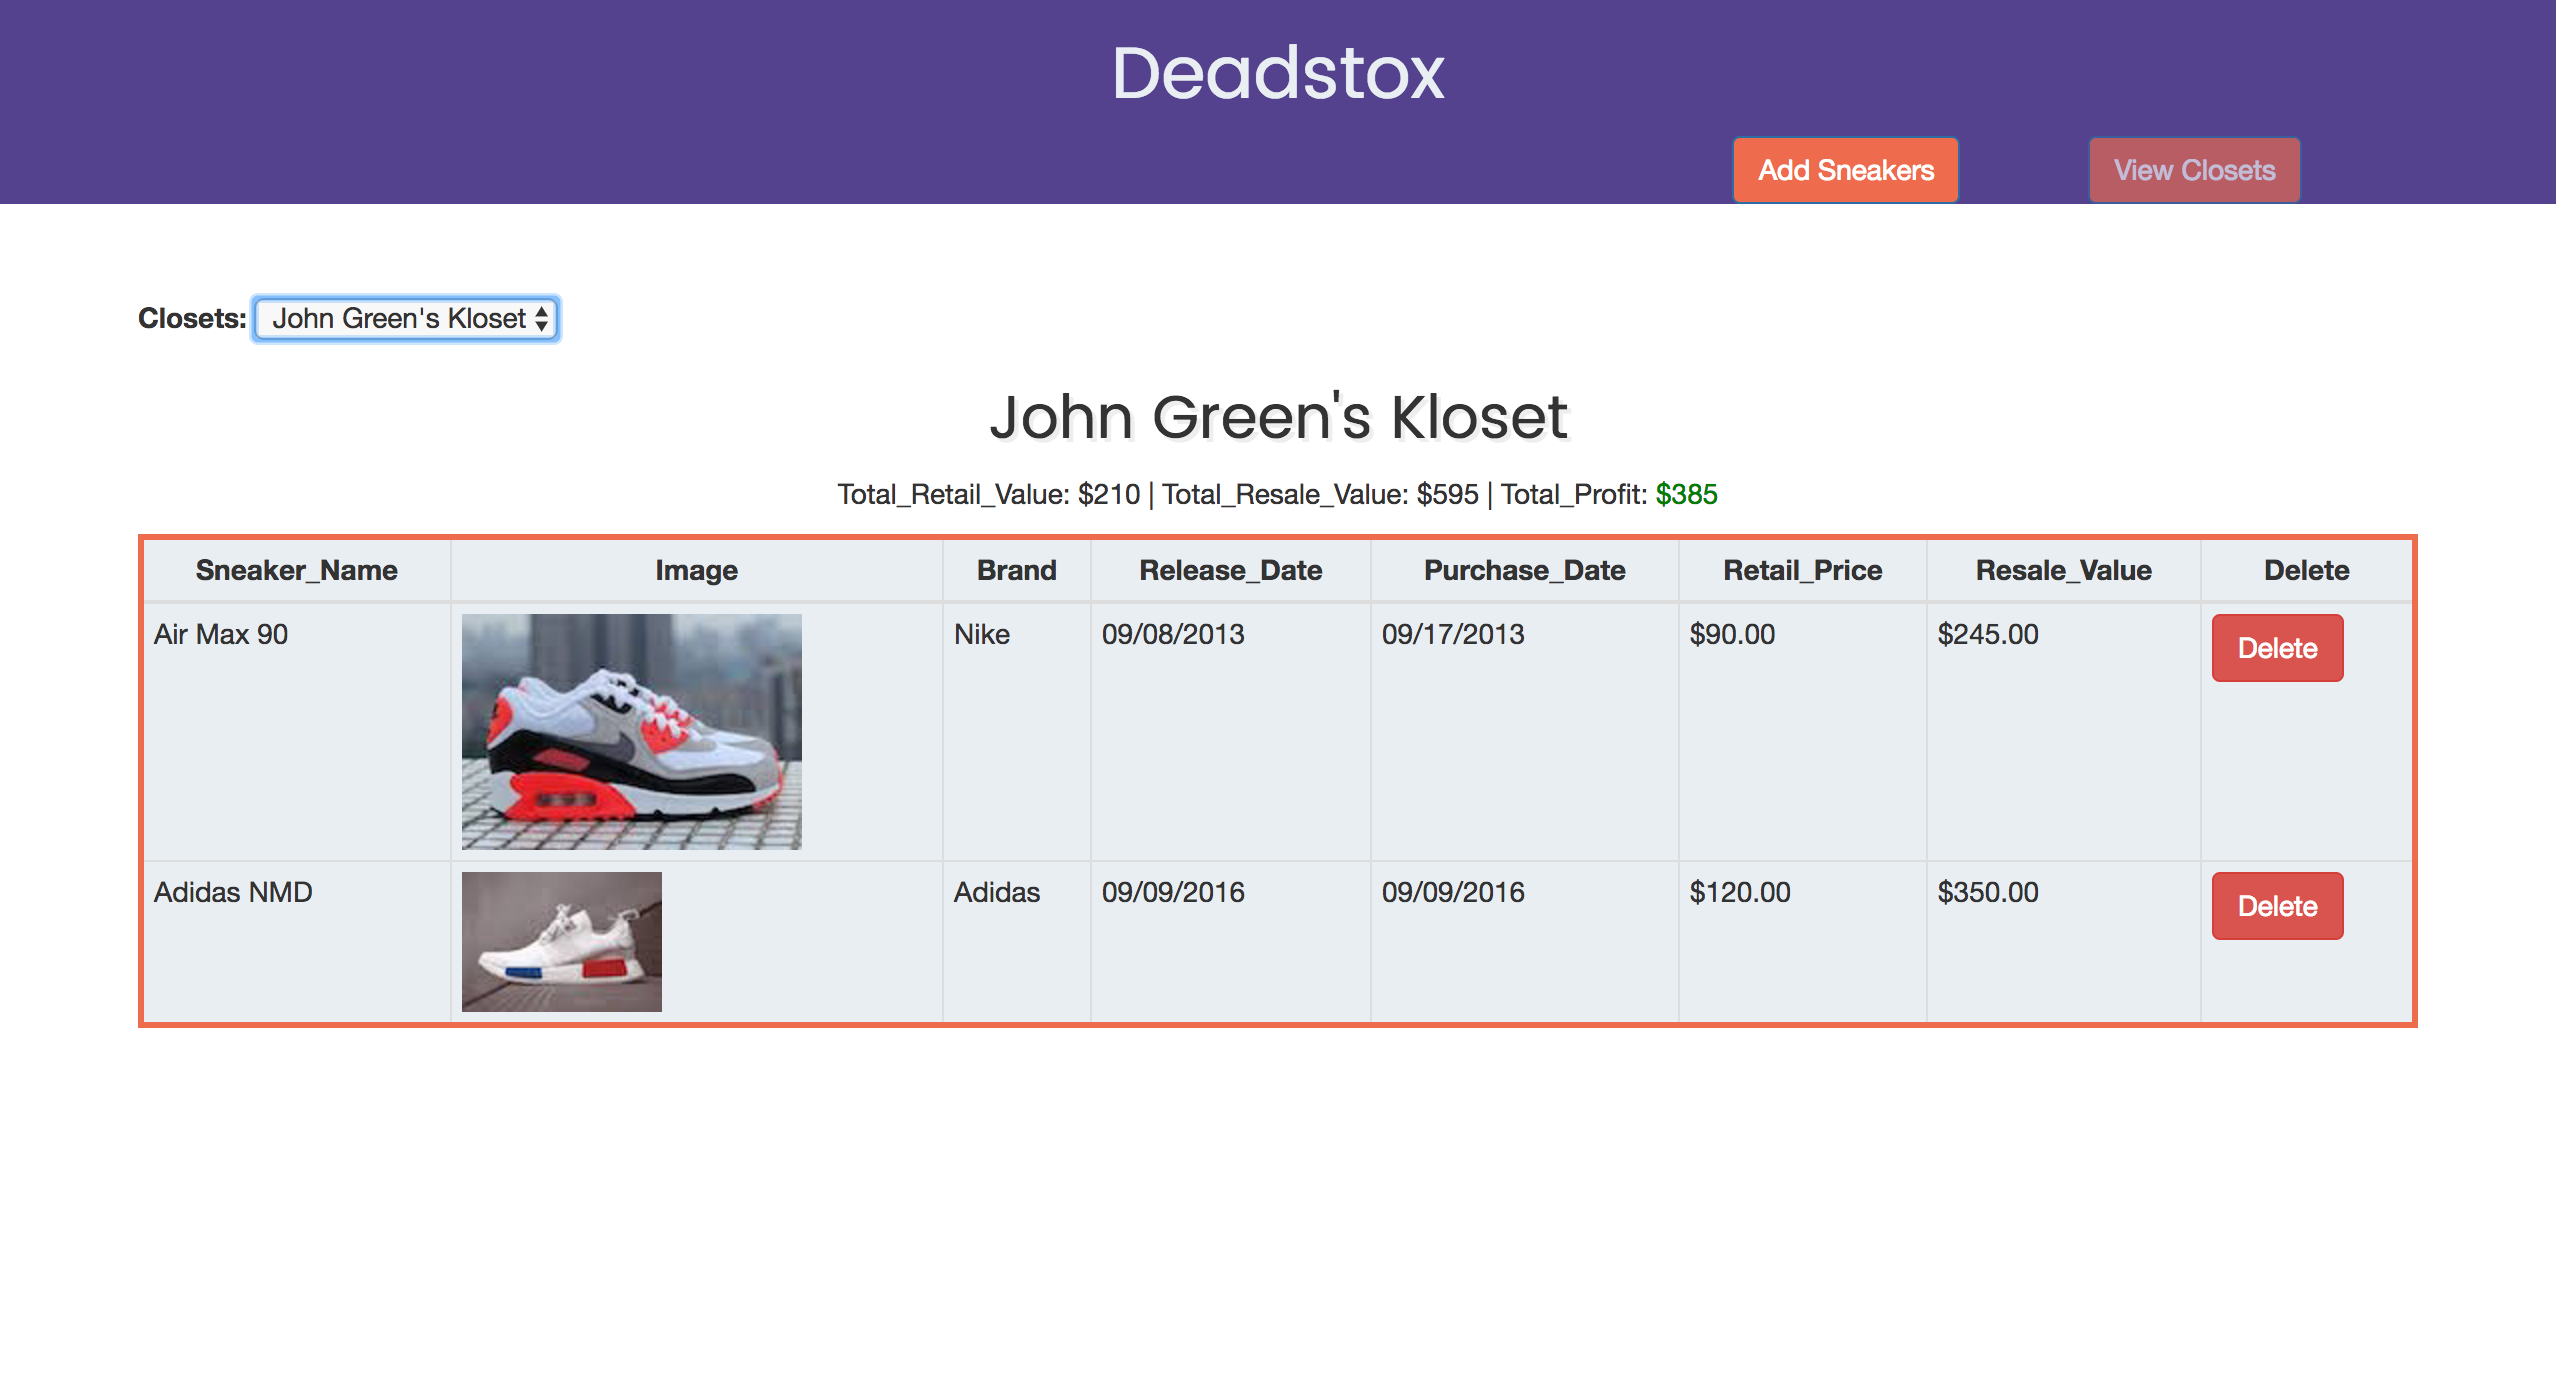 Deadstox
Add Sneakers View Closets
Closets: John Green's Kloset
John Green's Kloset
Total_Retail_Value: $210 | Total_Resale_Value: $595 | Total_Profit: $385
Sneaker_Name Image Brand Release_Date Purchase_Date Retail_Price Resale_Value Delete
Air Max 90 Nike 09/08/2013 09/17/2013 $90.00 $245.00 Delete
Adidas NMD Adidas 09/09/2016 09/09/2016 $120.00 $350.00 Delete